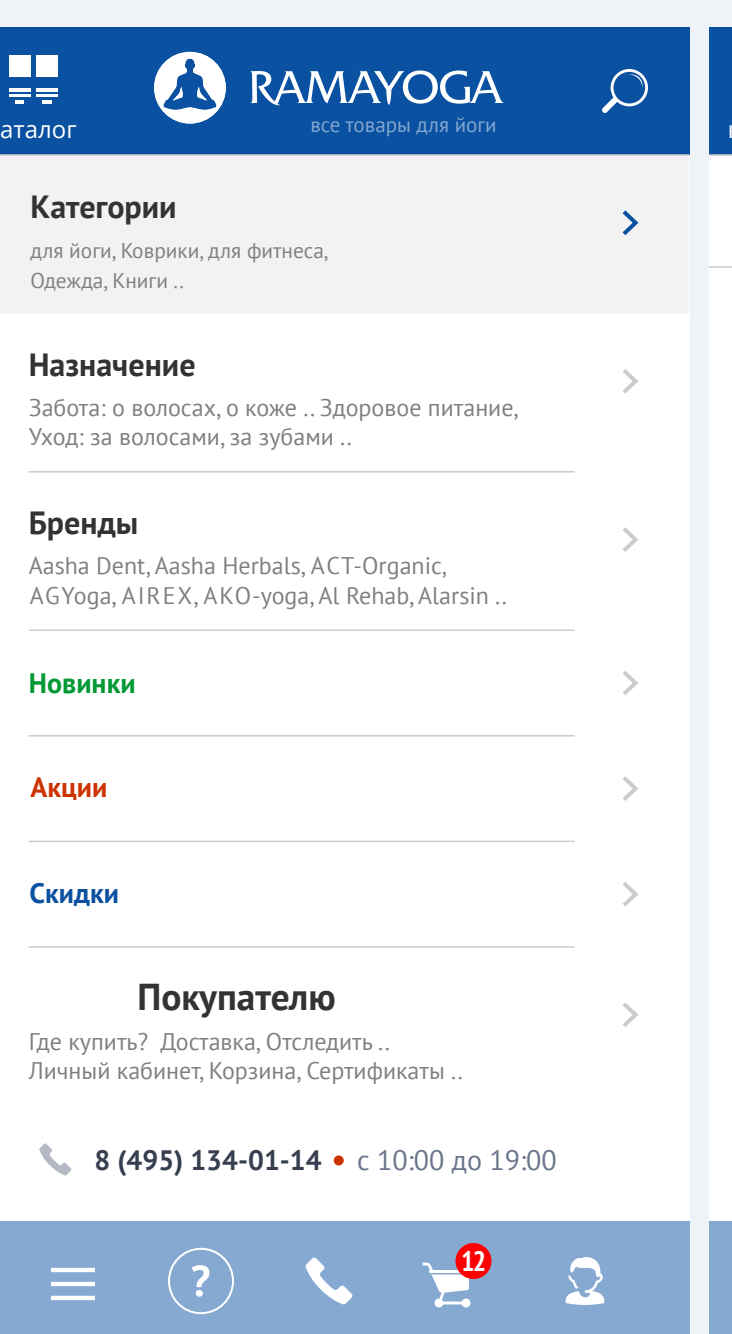 аталог
RAMAYOGA
все товары для йоги
Категории
для йоги, Коврики, для фитнеса,
Одежда, Книги ..
Назначение
Забота: о волосах, о коже .. Здоровое питание,
Уход: за волосами, за зубами ..
Бренды
Aasha Dent, Aasha Herbals, ACT-Organic,
AGYoga, AIREX, AKO-yoga, Al Rehab, Alarsin ..
Новинки
Акции
Скидки
Покупателю
Где купить? Доставка, Отследить ..
Личный кабинет, Корзина, Сертификаты ..
8 (495) 134-01-14 • с 10:00 до 19:00
?
12